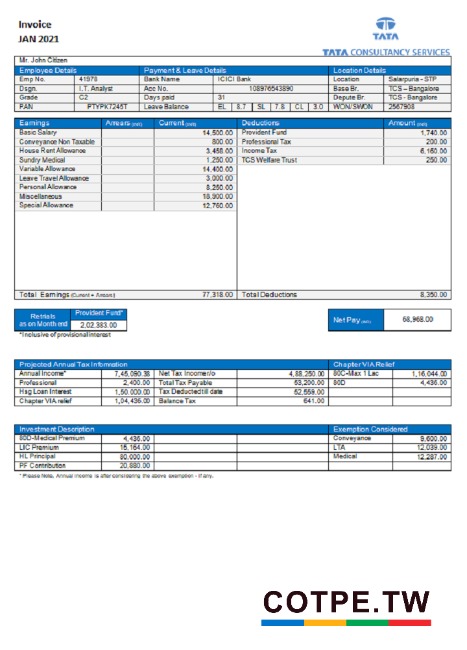 Invoice
JAN 2021
TATA
TATA CONSULTANCY SERVICES
Mr. John Citizen
Employee Details Payment & Leave Details Location Details
Emp No. 41978 Bank Name ICICI Bank Location Salarpuria - STP
Dsgn. I.T. Analyst Acc No. 108976543890 Base Br. TCS – Bangalore
Grade C2 Days paid 31 Depute Br. TCS - Bangalore
PAN PTYPK7245T Leave Balance EL 8.7 SL 7.8 CL 3.0 WON/SWON 2567908
Earnings Arrears (INR) Current (INR) Deductions Amount (INR)
Basic Salary 14,500.00 Provident Fund 1,740.00
Conveyance Non Taxable 800.00 Professional Tax 200.00
House Rent Allowance 3,458.00 Income Tax 6,160.00
Sundry Medical 1,250.00 TCS Welfare Trust 250.00
Variable Allowance 14,400.00
Leave Travel Allowance 3,000.00
Personal Allowance 8,250.00
Miscellaneous 18,900.00
Special Allowance 12,760.00
Total Earnings (Current + Arrears) 77,318.00 Total Deductions 8,350.00
Retirals as on Month end Provident Fund* 2,02,383.00 Net Pay (INR) 68,968.00
*Inclusive of provisional interest
Projected Annual Tax Information Chapter VIA Relief
Annual Income* 7,45,090.38 Net Tax Income r/o 4,88,250.00 80C-Max 1 Lac 1,16,044.00
Professional 2,400.00 Total Tax Payable 53,200.00 80D 4,436.00
Hsg Loan Interest 1,50,000.00 Tax Deducted till date 52,559.00
Chapter VIA relief 1,04,436.00 Balance Tax 641.00
Investment Description Exemption Considered
80D-Medical Premium 4,436.00 Conveyance 9,600.00
LIC Premium 15,164.00 LTA 12,039.00
HL Principal 80,000.00 Medical 12,287.00
PF Contribution 20,880.00
* Please Note, Annual Income is after considering the above exemption - if any.
COTPE.TW